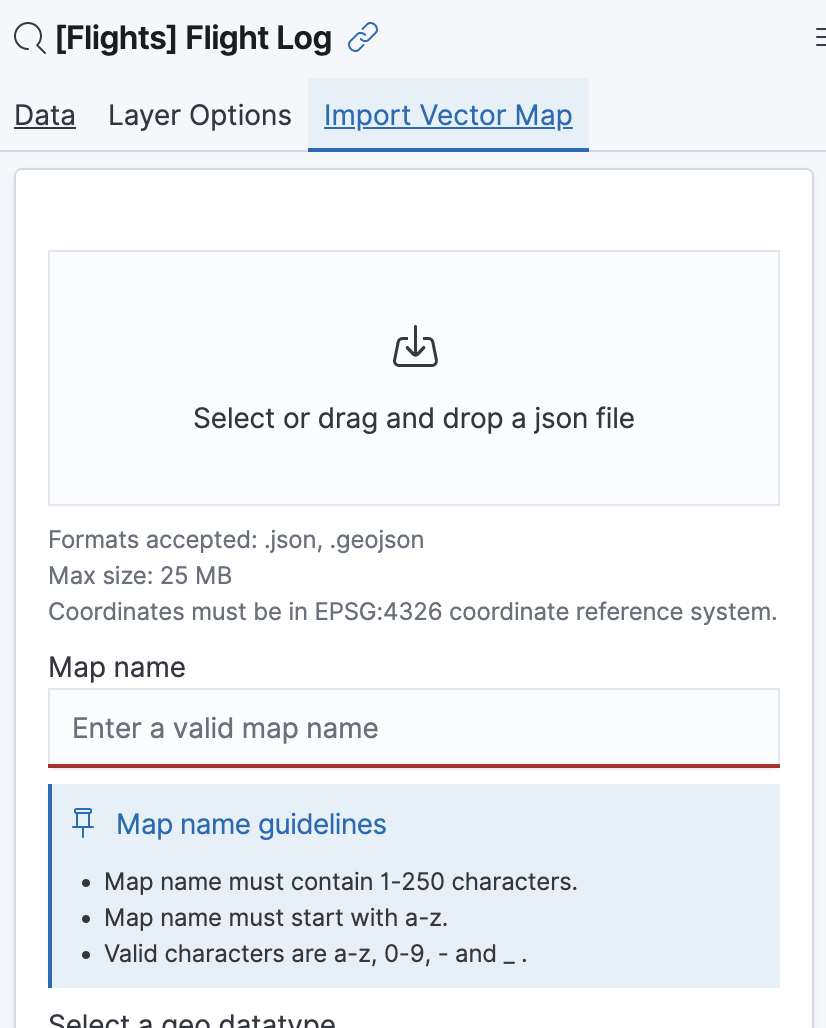 [Flights] Flight Log
Data Layer Options Import Vector Map
Select or drag and drop a json file
Formats accepted: .json, .geojson
Max size: 25 MB
Coordinates must be in EPSG:4326 coordinate reference system.
Map name
Enter a valid map name
Map name guidelines
• Map name must contain 1-250 characters.
• Map name must start with a-z.
• Valid characters are a-z, 0-9, - and _ .
Select a geo datatype